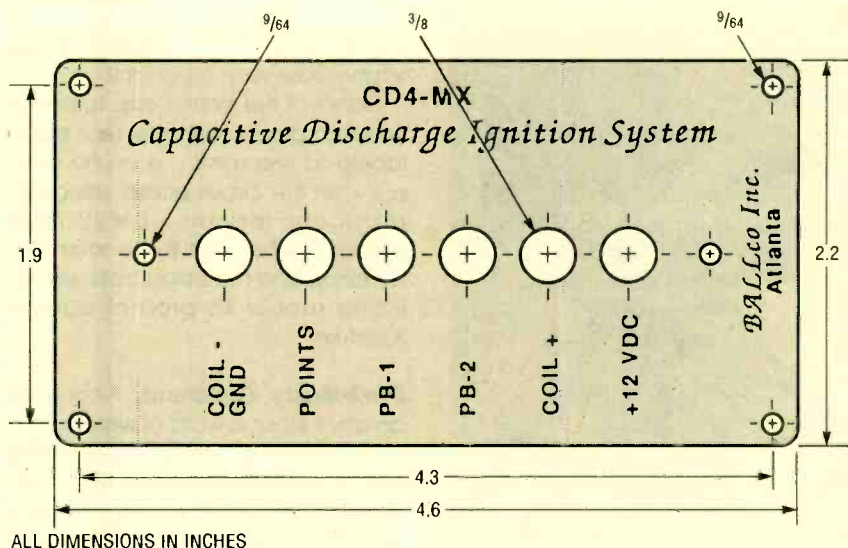 9/64
3/8
9/64
CD4-MX
Capacitive Discharge Ignition System
1.9
2.2
BALLco Inc.
Atlanta
COIL -
GND
POINTS
PB-1
PB-2
COIL +
+12 VDC
4.3
4.6
ALL DIMENSIONS IN INCHES